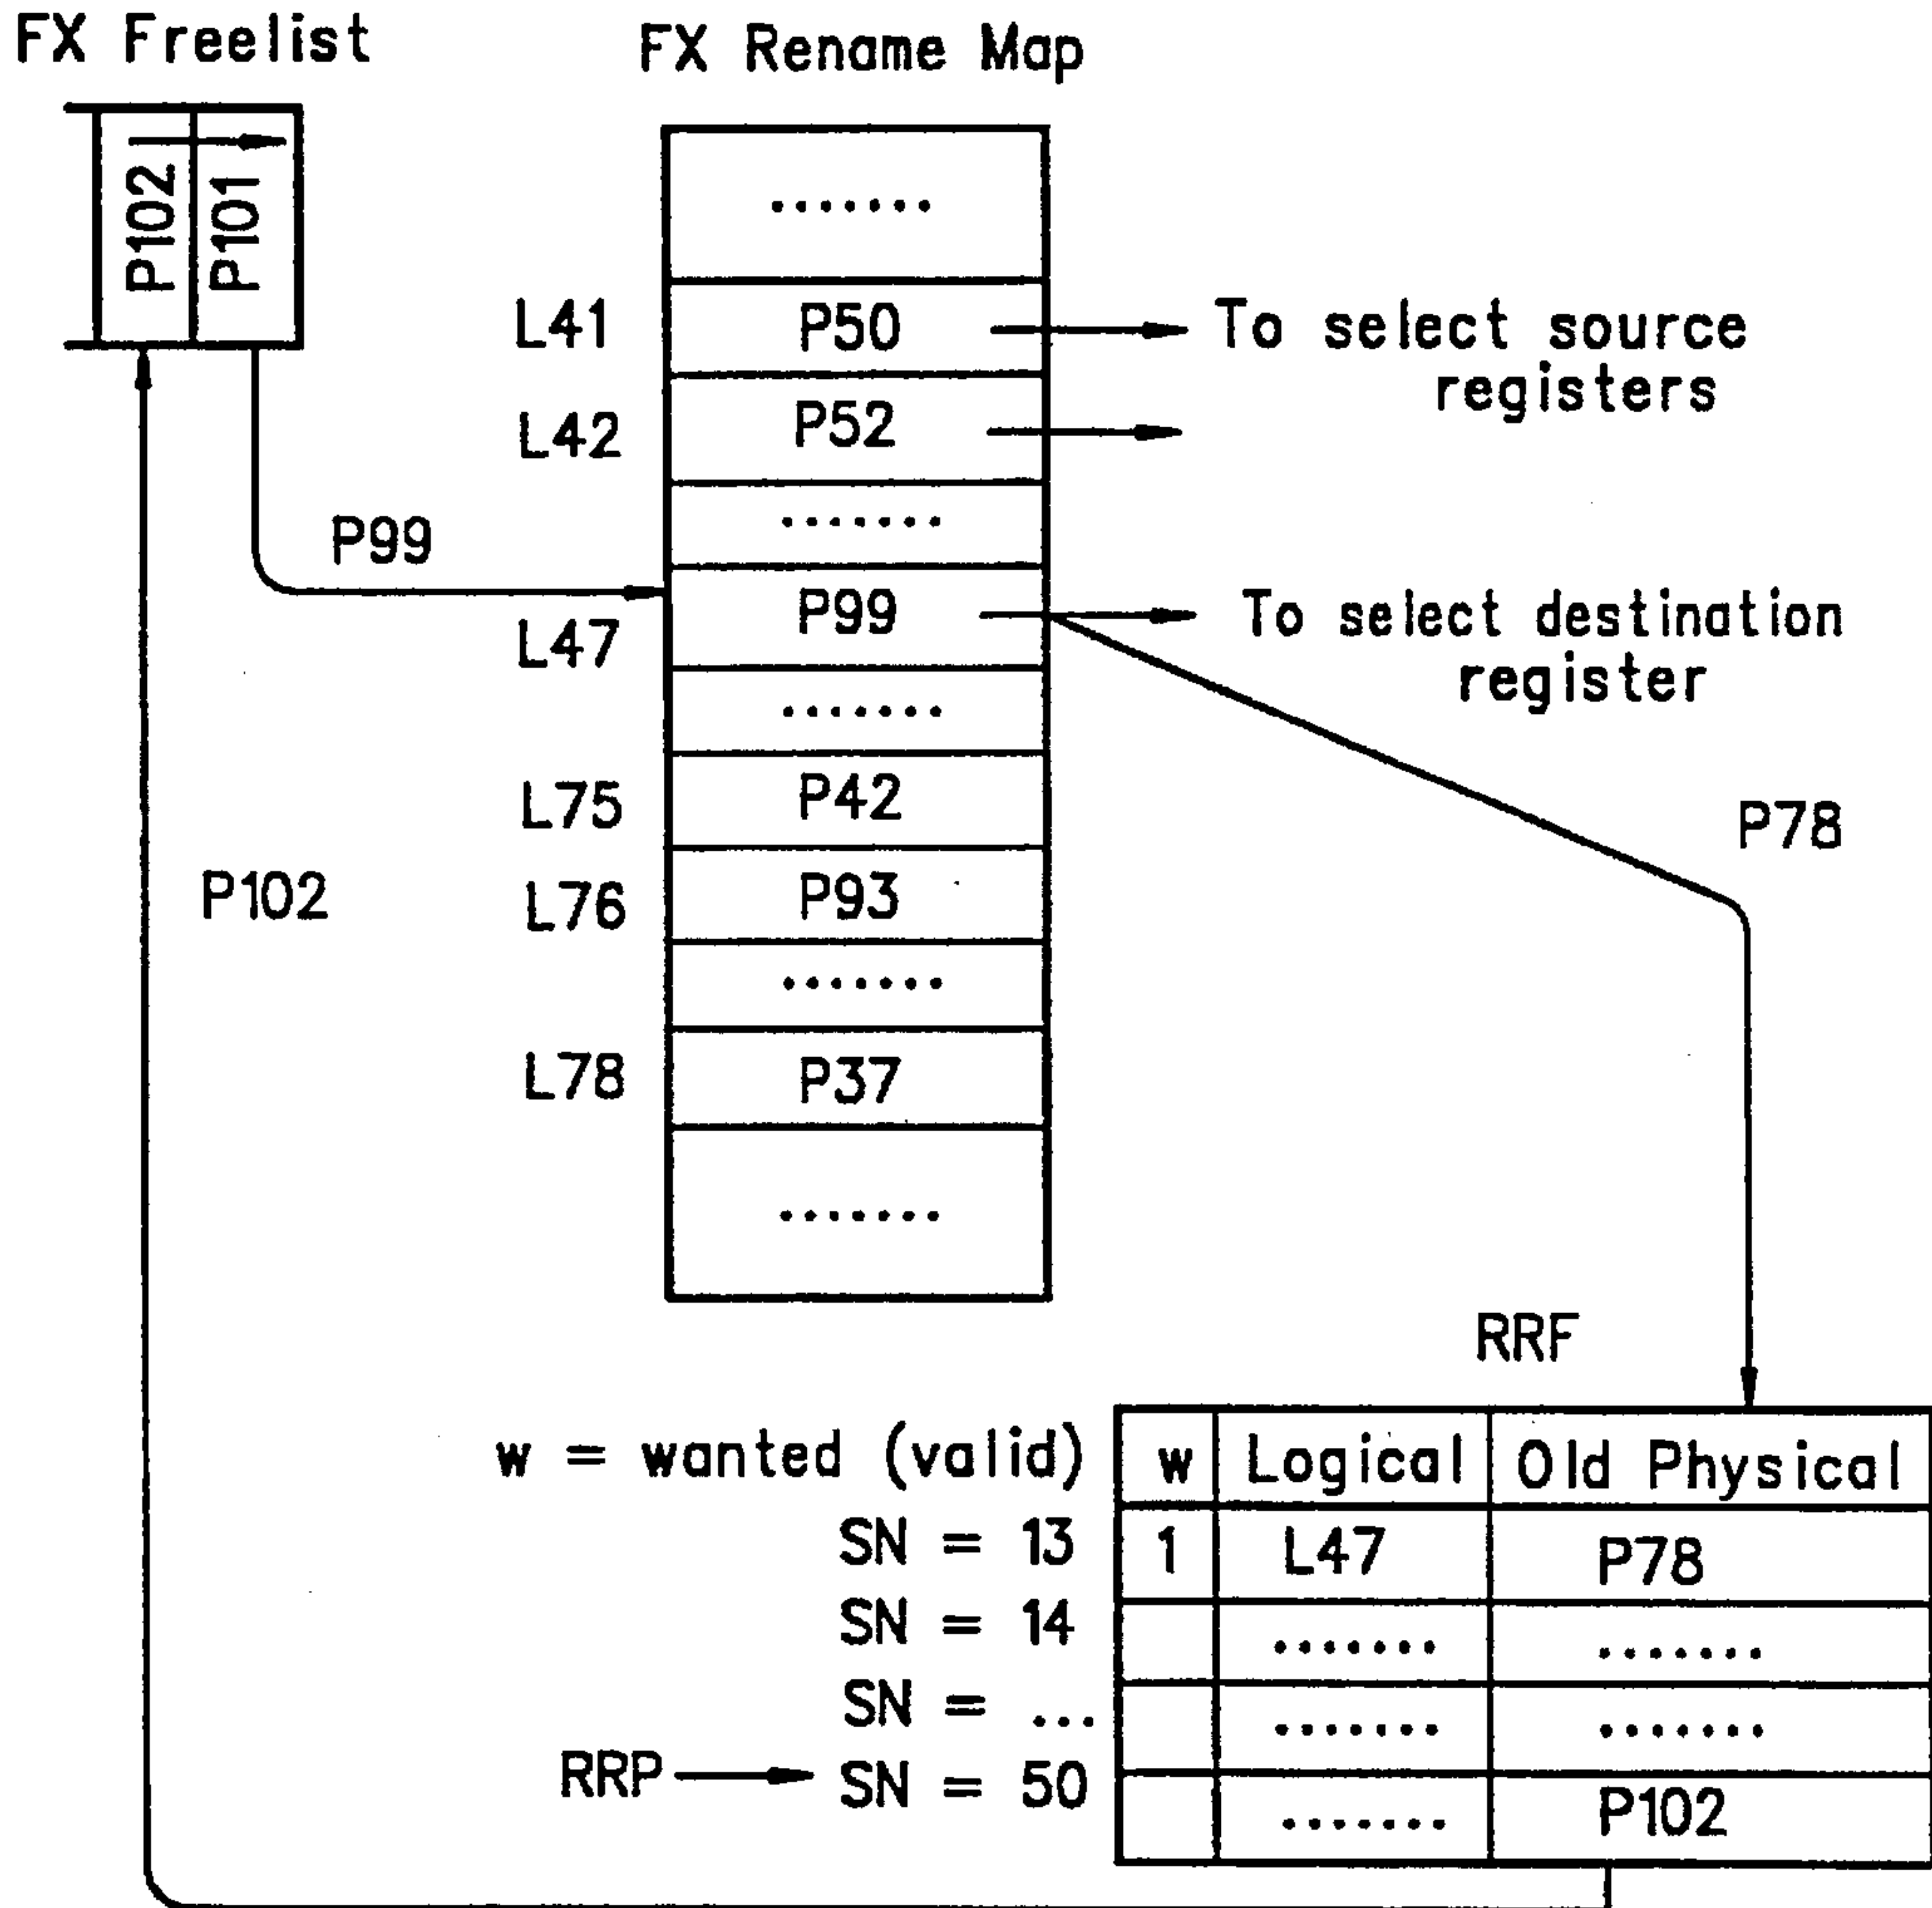 FX Freelist
FX Rename Map
P102
P101
.......
L41
P50
To select source
registers
L42
P52
.......
P99
L47
P99
To select destination
register
.......
L75
P42
P78
L76
P93
P102
.......
L78
P37
.......
RRF
w = wanted (valid)
w Logical Old Physical
SN = 13 1 L47 P78
SN = 14 ....... .......
SN = ... ....... .......
RRP SN = 50 ....... P102